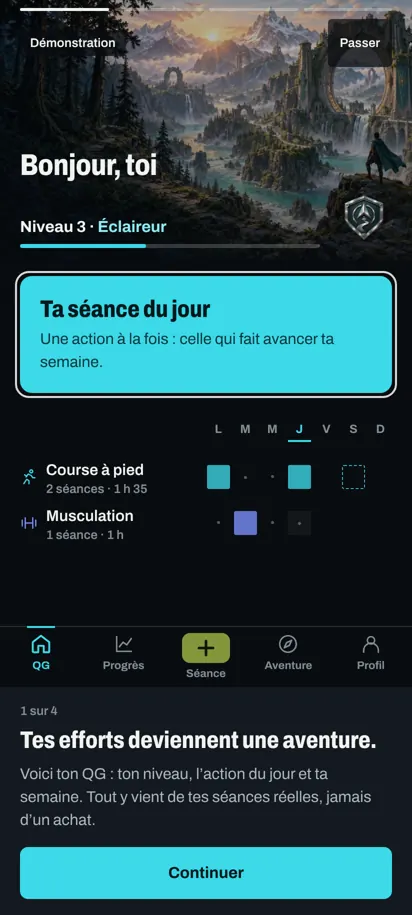 Démonstration
Passer
Bonjour, toi
Niveau 3 · Éclaireur
Ta séance du jour
Une action à la fois : celle qui fait avancer ta
semaine.
L M M J V S D
Course à pied
2 séances · 1 h 35
Musculation
1 séance · 1 h
QG
Progrès
Séance
Aventure
Profil
1 sur 4
Tes efforts deviennent une aventure.
Voici ton QG : ton niveau, l'action du jour et ta
semaine. Tout y vient de tes séances réelles, jamais
d'un achat.
Continuer